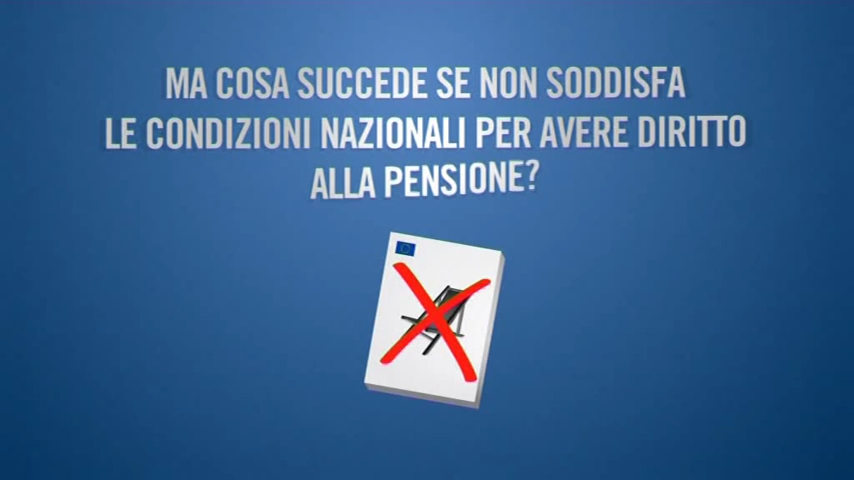 MA COSA SUCCEDE SE NON SODDISFA
LE CONDIZIONI NAZIONALI PER AVERE DIRITTO
ALLA PENSIONE?